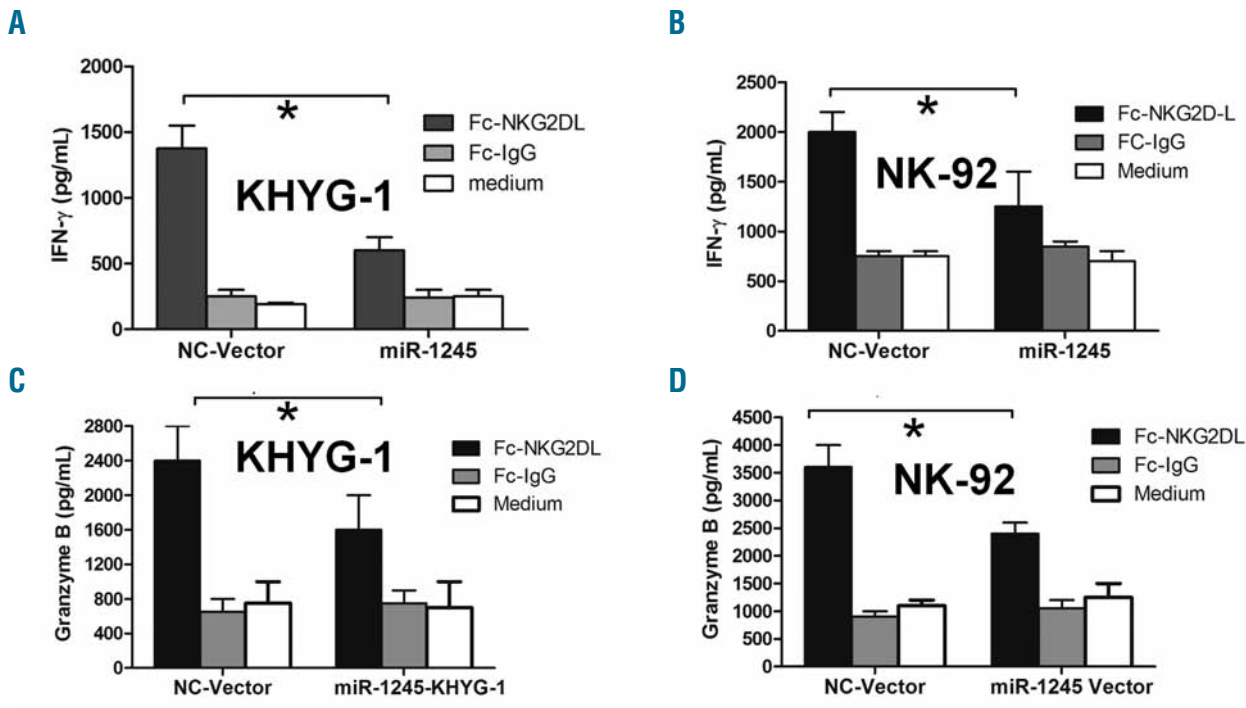 A
2000
1500
1000
500
0
IFN-γ (pg/mL)
*
KHYG-1
Fc-NKG2DL
Fc-IgG
medium
NC-Vector
miR-1245
B
2500
2000
1500
1000
500
0
IFN-γ (pg/mL)
*
NK-92
Fc-NKG2D-L
FC-IgG
Medium
NC-Vector
miR-1245
C
2800
2400
2000
1600
1200
800
400
0
Granzyme B (pg/mL)
*
KHYG-1
Fc-NKG2DL
Fc-IgG
Medium
NC-Vector
miR-1245-KHYG-1
D
4500
4000
3500
3000
2500
2000
1500
1000
500
0
Granzyme B (pg/mL)
*
NK-92
Fc-NKG2DL
Fc-IgG
Medium
NC-Vector
miR-1245 Vector